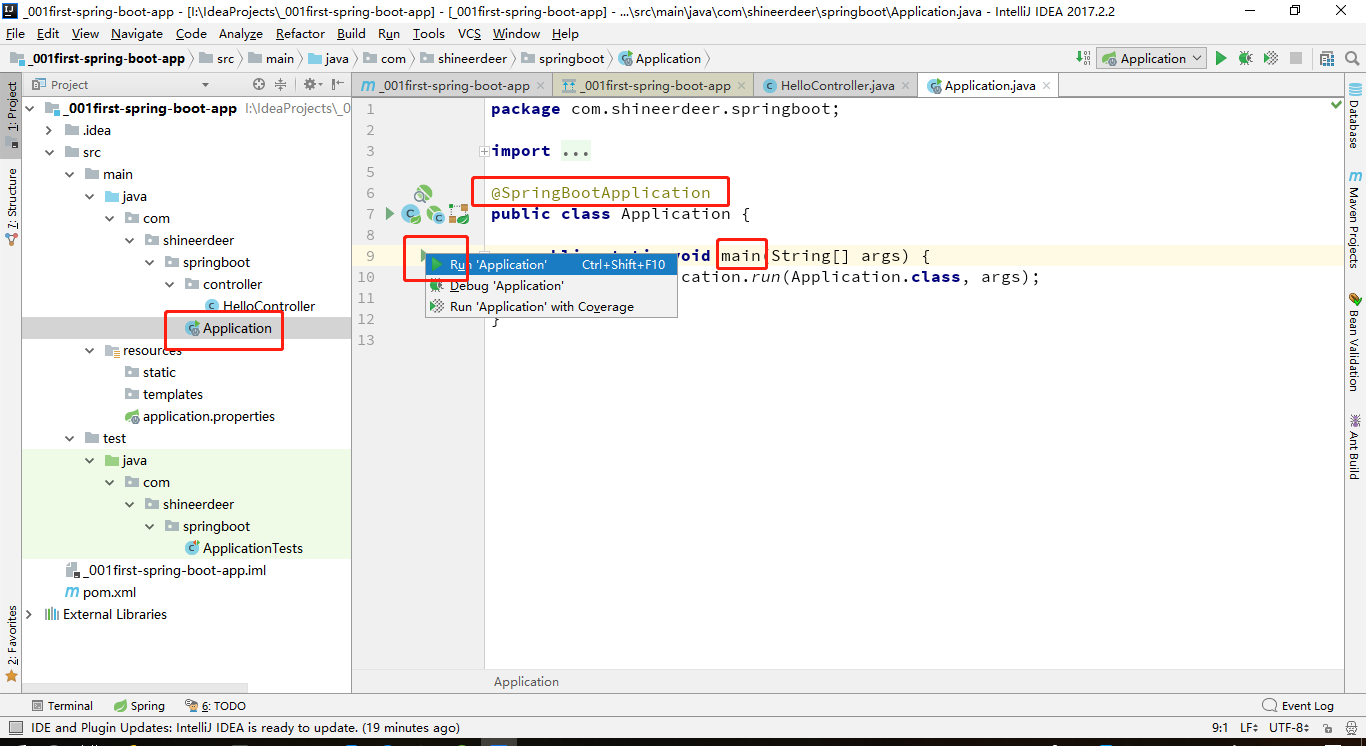 _001first-spring-boot-app - [I:\IdeaProjects\_001first-spring-boot-app] - [_001first-spring-boot-app] - ...\src\main\java\com\shineerdeer\springboot\Application.java - IntelliJ IDEA 2017.2.2
File Edit View Navigate Code Analyze Refactor Build Run Tools VCS Window Help
_001first-spring-boot-app src main java com shineerdeer springboot Application Application
Project _001first-spring-boot-app _001first-spring-boot-app HelloController.java Application.java
_001first-spring-boot-app I:\IdeaProjects\_0
.idea
src
main
java
com
shineerdeer
springboot
controller
HelloController
Application
resources
static
templates
application.properties
test
java
com
shineerdeer
springboot
ApplicationTests
_001first-spring-boot-app.iml
pom.xml
External Libraries
1: Project
7: Structure
2: Favorites
1 package com.shineerdeer.springboot;
2
3 import ...
5
6 @SpringBootApplication
7 public class Application {
8
9 void main(String[] args) {
10 cation.run(Application.class, args);
11
12 }
13
Run 'Application' Ctrl+Shift+F10
Debug 'Application'
Run 'Application' with Coverage
Database
Maven Projects
Bean Validation
Ant Build
Application
Terminal Spring 6: TODO Event Log
IDE and Plugin Updates: IntelliJ IDEA is ready to update. (19 minutes ago) 9:1 LF UTF-8